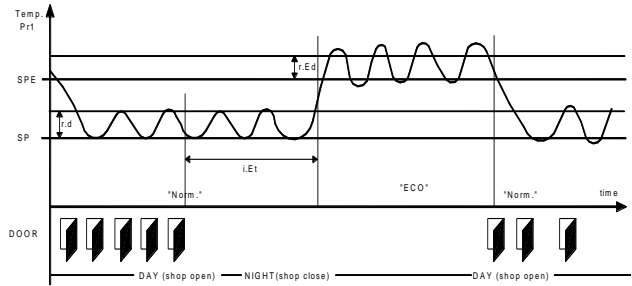 Temp.
Pr1
r.Ed
SPE
r.d
SP
i.Et
"Norm." "ECO" "Norm." time
DOOR
DAY (shop open) NIGHT(shop close) DAY (shop open)